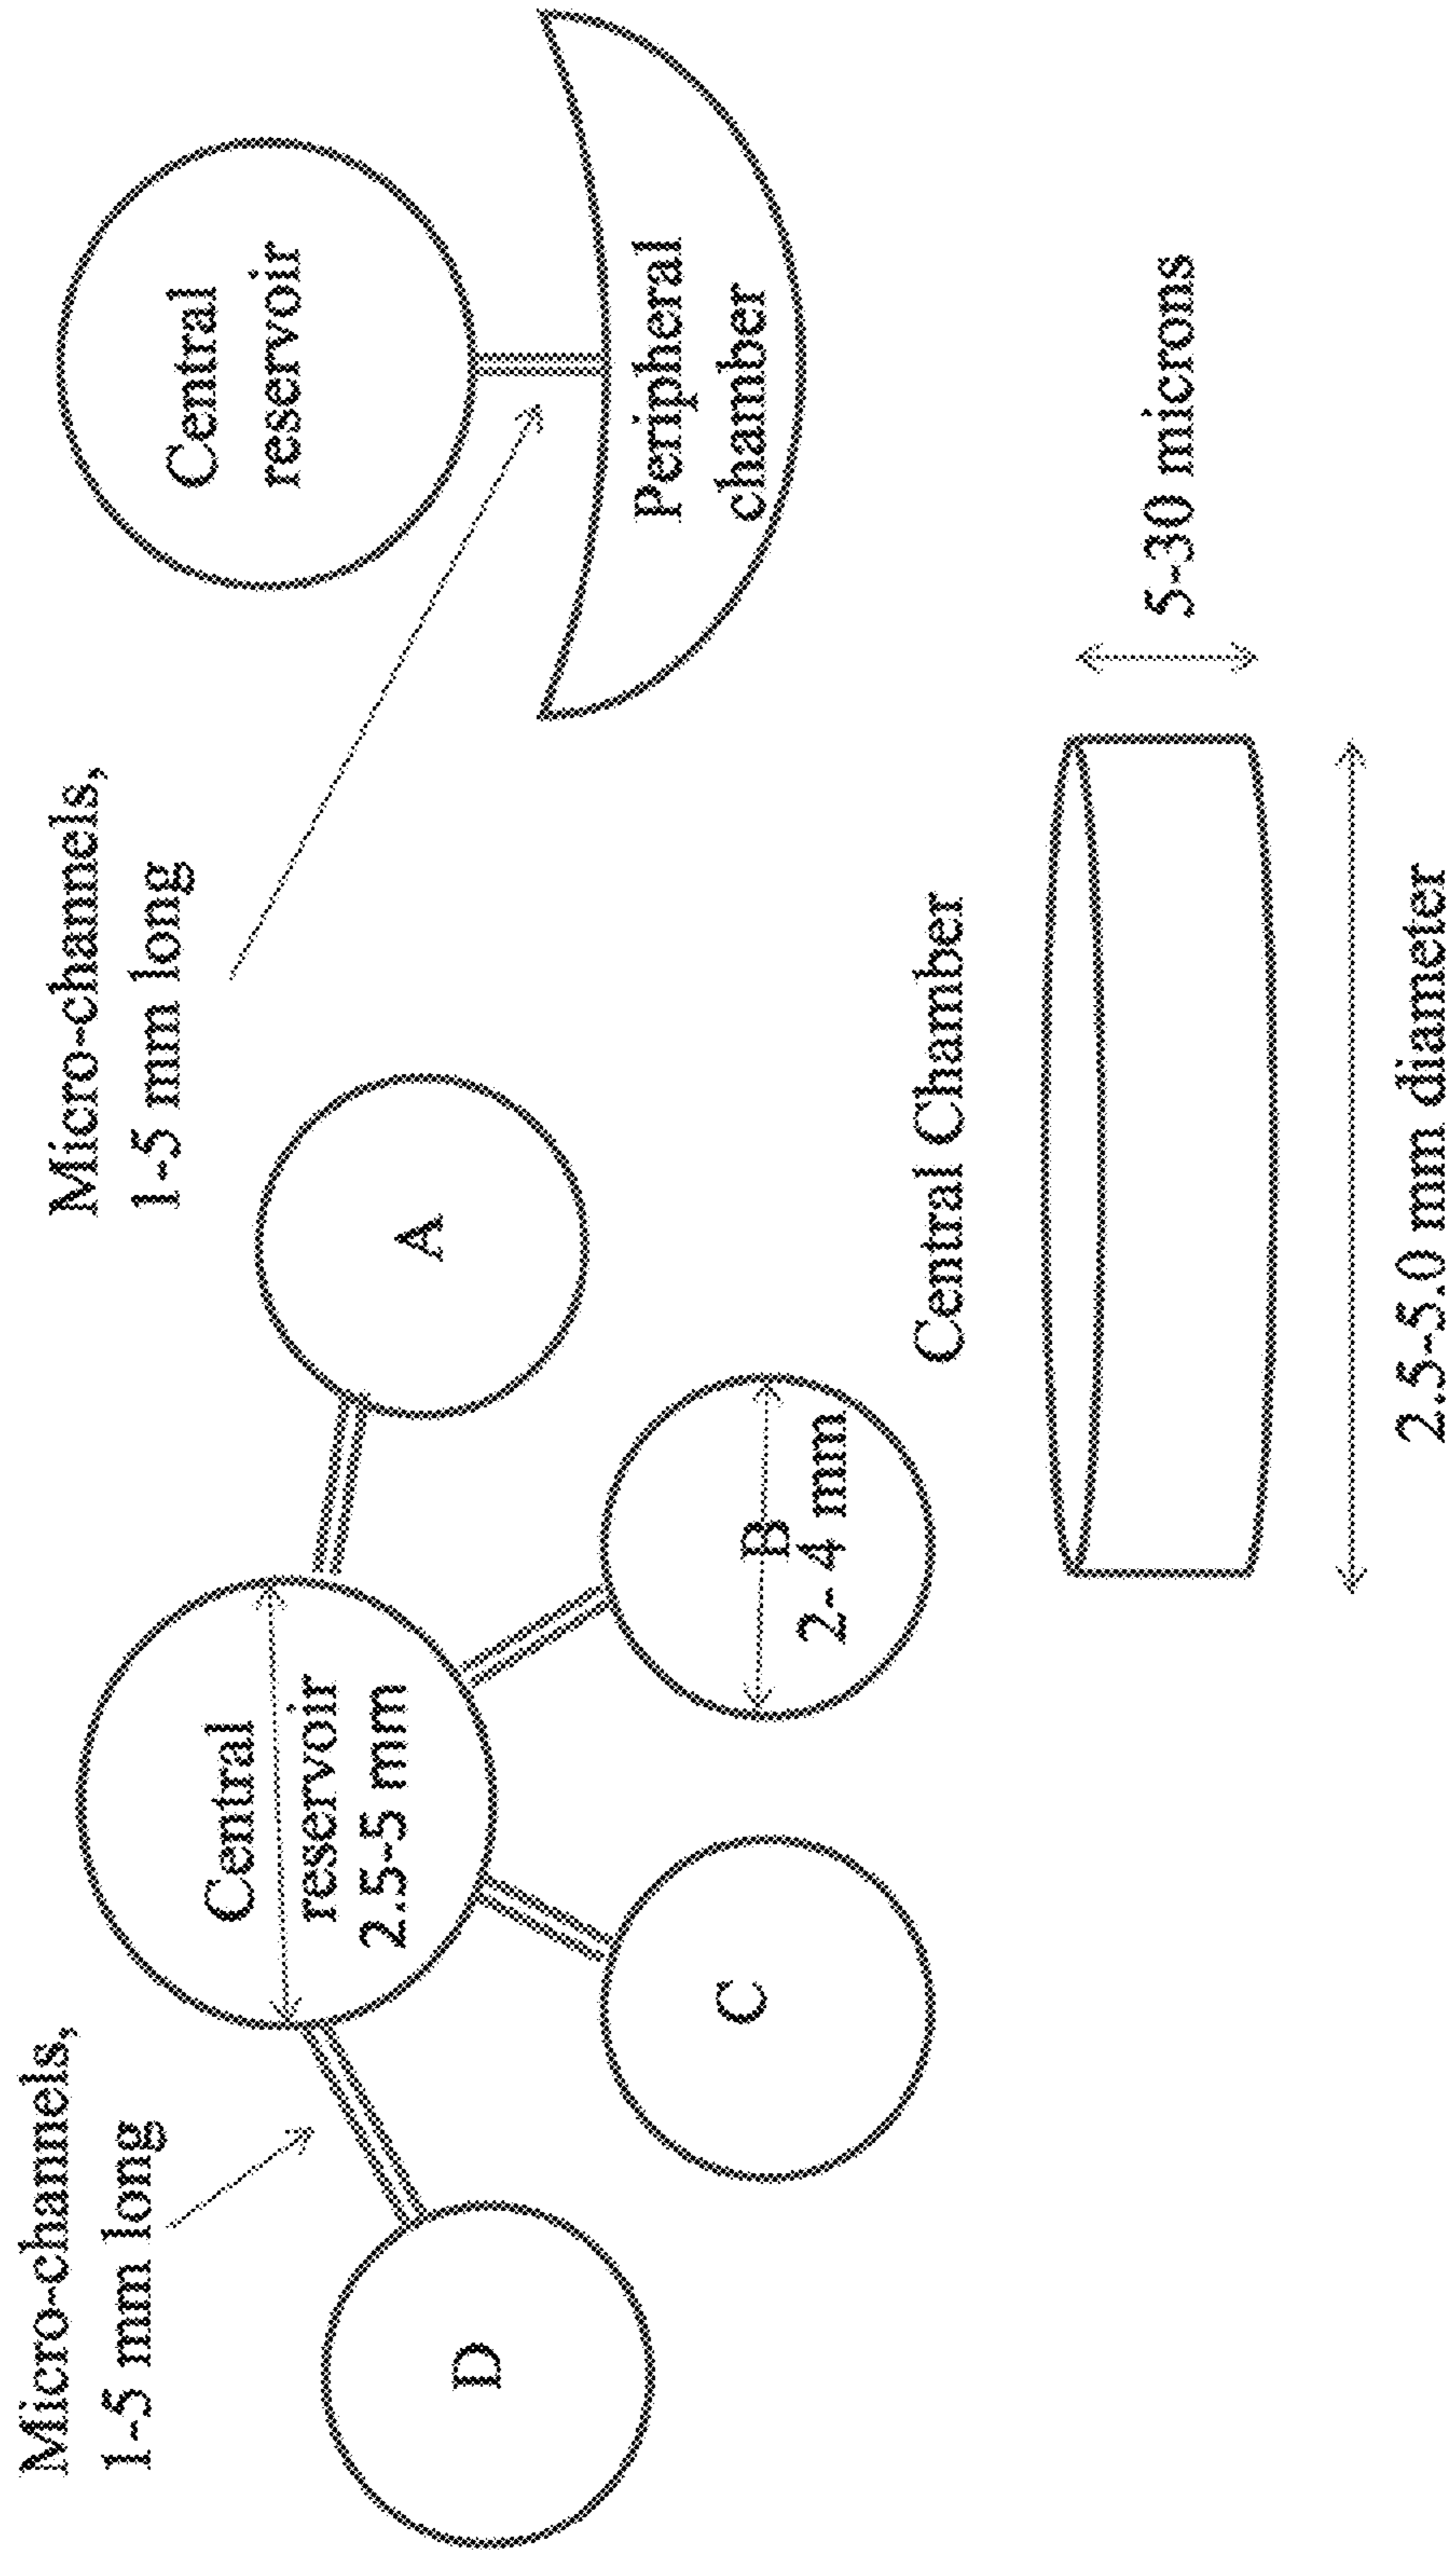 Micro-channels,
1-5 mm long
Central
reservoir
2.5-5 mm
D
C
B
2-4 mm
A
Micro-channels,
1-5 mm long
Central
reservoir
Peripheral
chamber
Central Chamber
5-30 microns
2.5-5.0 mm diameter